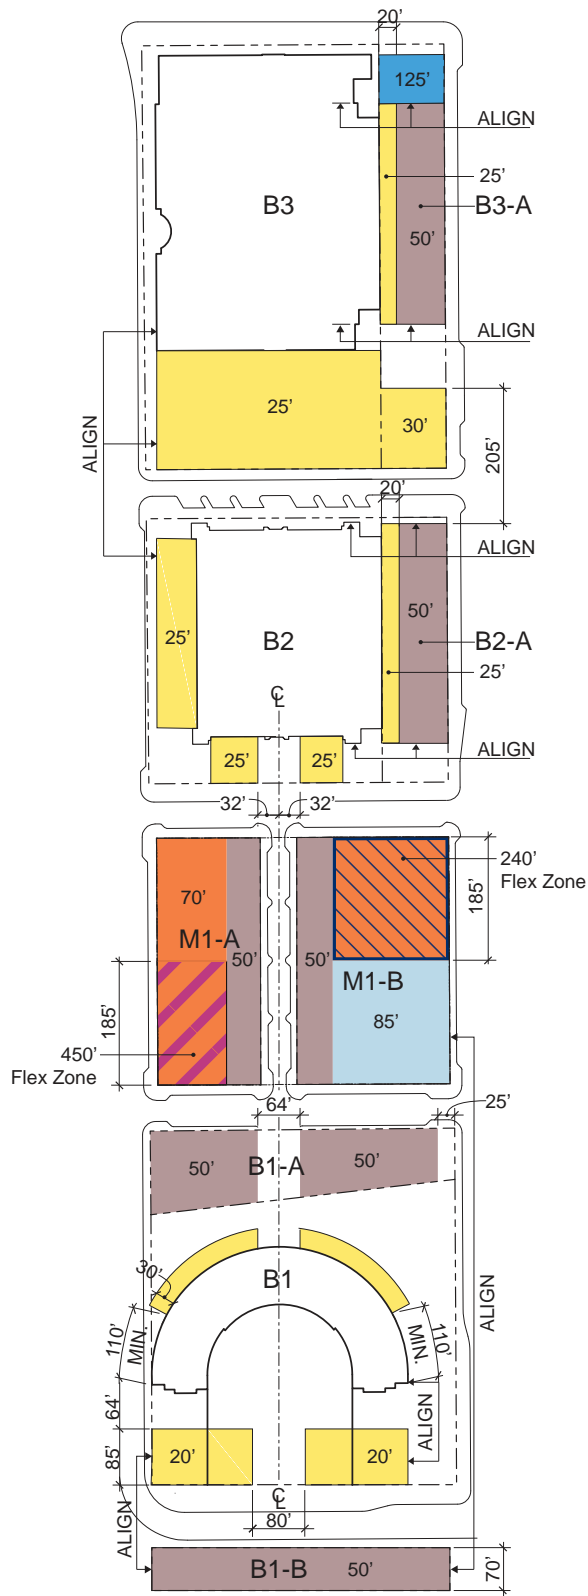 20’
125’
ALIGN
25’
B3
B3-A
50’
ALIGN
ALIGN
25’
30’
205’
20’
ALIGN
50’
25’
B2
B2-A
25’
℄
ALIGN
25’
25’
32’
32’
240’
Flex Zone
185’
70’
M1-A
50’
50’
M1-B
85’
185’
450’
Flex Zone
64’
25’
50’
B1-A
50’
30’
B1
ALIGN
110’
MIN.
110’
MIN.
64’
ALIGN
85’
20’
20’
℄
80’
ALIGN
B1-B
50’
70’